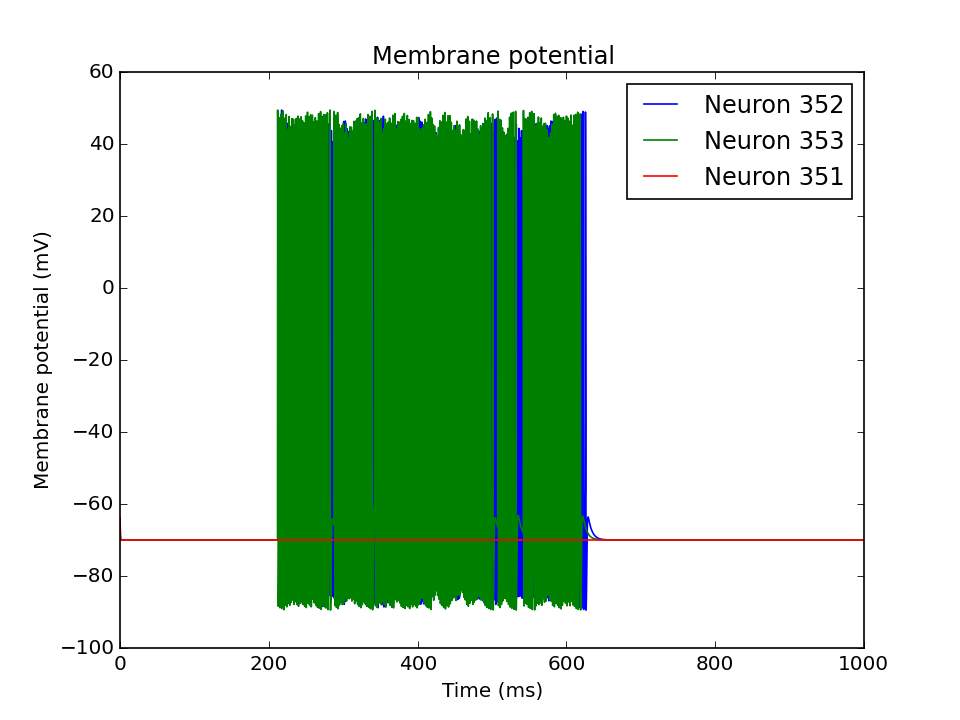 Membrane potential
60
40
20
0
−20
−40
−60
−80
−100
Membrane potential (mV)
Neuron 352
Neuron 353
Neuron 351
0 200 400 600 800 1000
Time (ms)